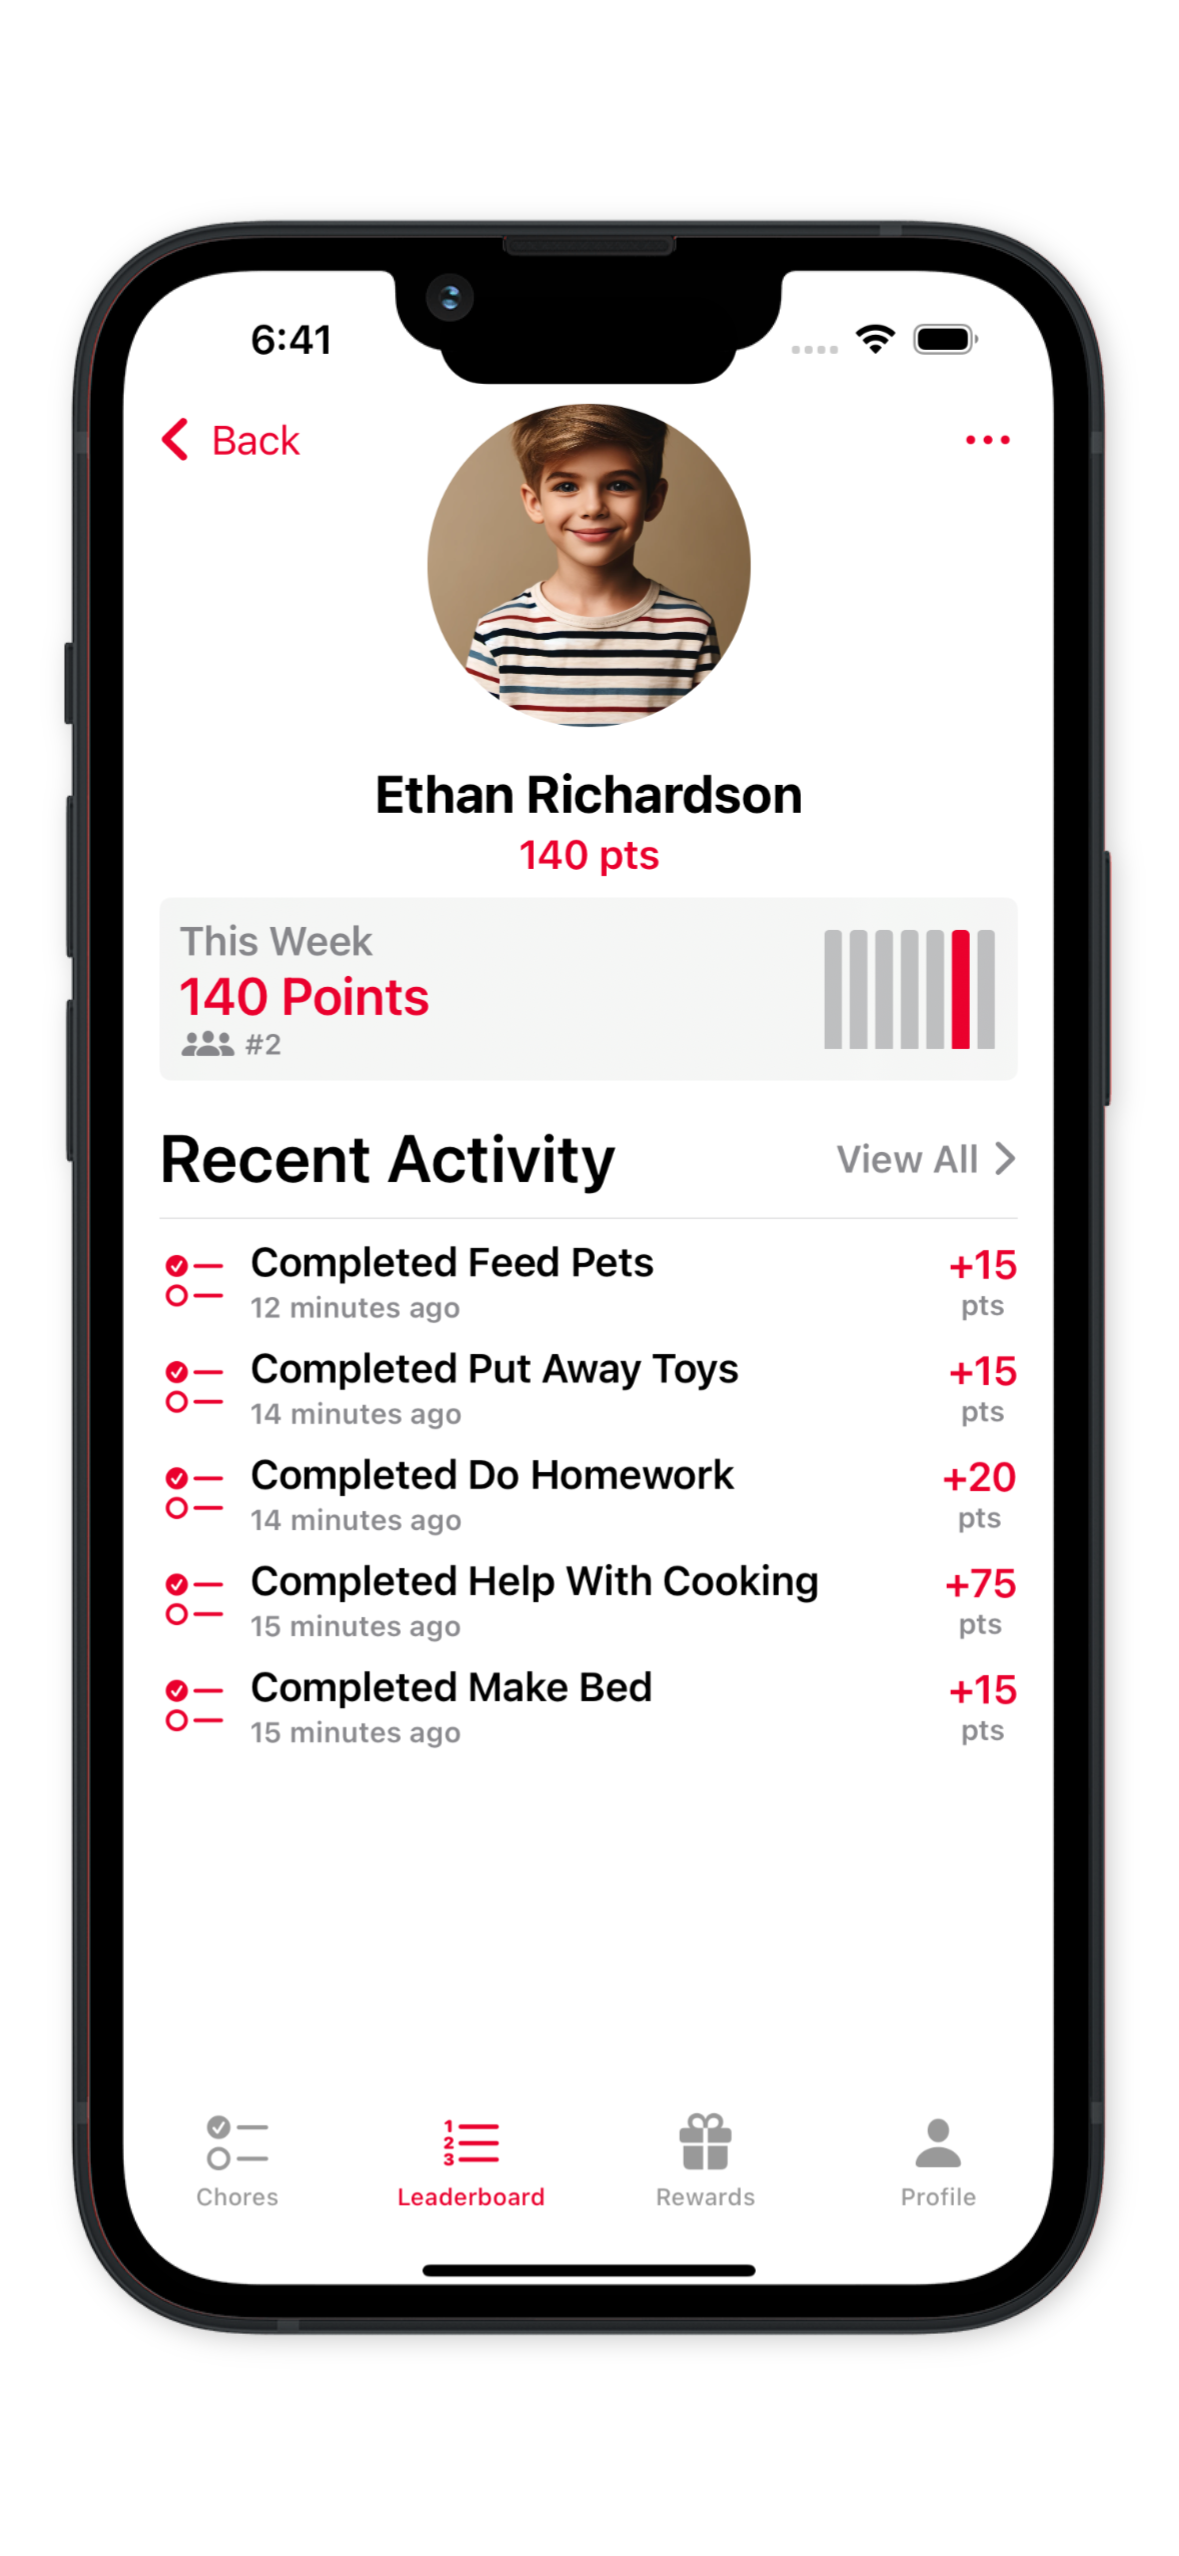 6:41
Back
Ethan Richardson
140 pts
This Week
140 Points
#2
Recent Activity
View All
Completed Feed Pets
12 minutes ago
+15
pts
Completed Put Away Toys
14 minutes ago
+15
pts
Completed Do Homework
14 minutes ago
+20
pts
Completed Help With Cooking
15 minutes ago
+75
pts
Completed Make Bed
15 minutes ago
+15
pts
1
2
3
Chores
Leaderboard
Rewards
Profile